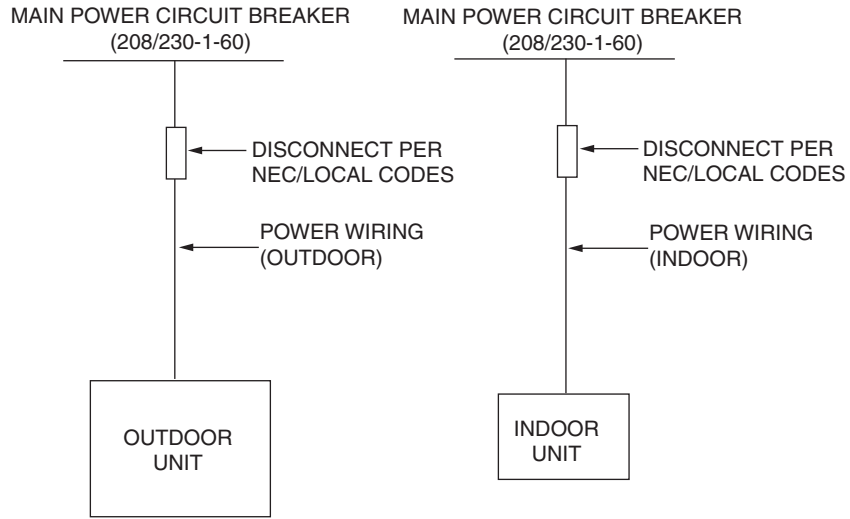 MAIN POWER CIRCUIT BREAKER
(208/230-1-60)
DISCONNECT PER
NEC/LOCAL CODES
POWER WIRING
(OUTDOOR)
OUTDOOR
UNIT
MAIN POWER CIRCUIT BREAKER
(208/230-1-60)
DISCONNECT PER
NEC/LOCAL CODES
POWER WIRING
(INDOOR)
INDOOR
UNIT